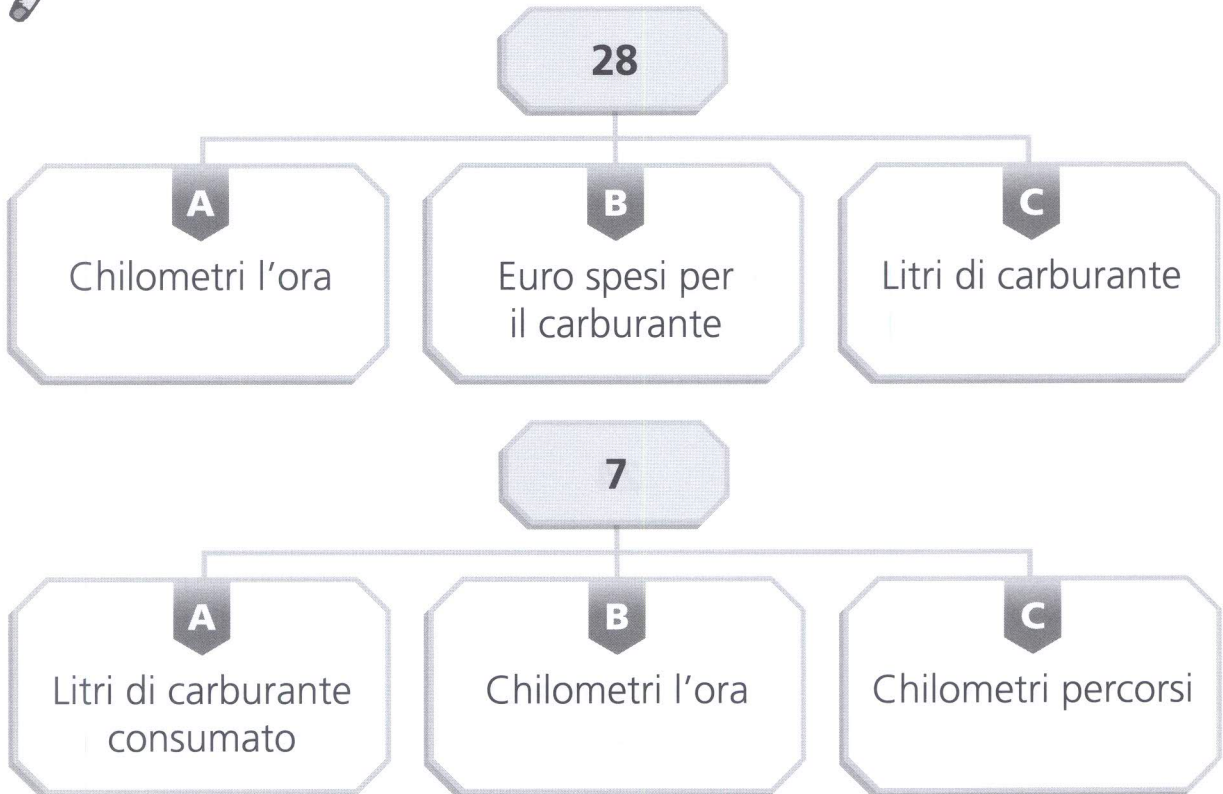 28
A
B
C
Chilometri l'ora
Euro spesi per
il carburante
Litri di carburante
7
A
B
C
Litri di carburante
consumato
Chilometri l'ora
Chilometri percorsi